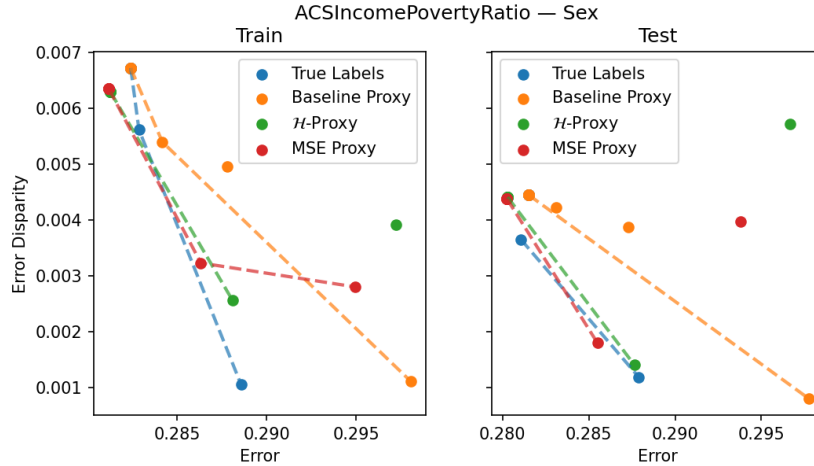 ACSIncomePovertyRatio — Sex
Train
Test
0.007
0.006
0.005
0.004
0.003
0.002
0.001
Error Disparity
True Labels
Baseline Proxy
ℋ-Proxy
MSE Proxy
True Labels
Baseline Proxy
ℋ-Proxy
MSE Proxy
0.285 0.290 0.295
0.280 0.285 0.290 0.295
Error
Error